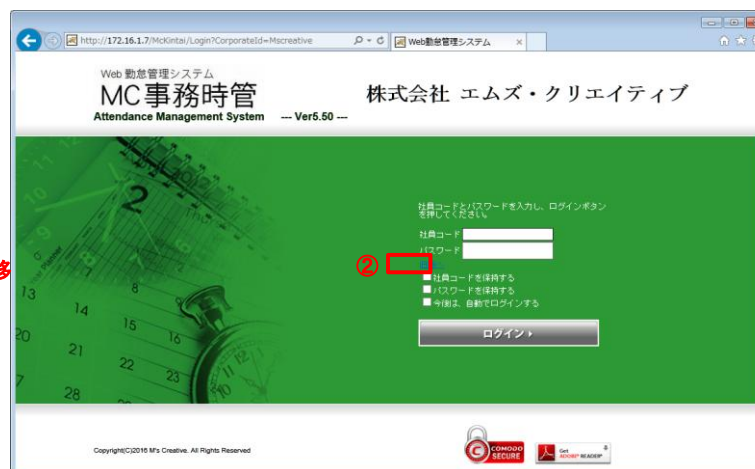 http://172.16.1.7/McKintai/Login?CorporateId=Mscreative
Web勤怠管理システム
Web 勤怠管理システム
MC事務時管
Attendance Management System --- Ver5.50 ---
株式会社 エムズ・クリエイティブ
社員コードとパスワードを入力し、ログインボタン
を押してください。
社員コード
パスワード
②
社員コードを保持する
パスワードを保持する
今後は、自動でログインする
ログイン
Copyright(C)2016 M's Creative. All Rights Reserved
COMODO
SECURE
Get
ADOBE® READER®